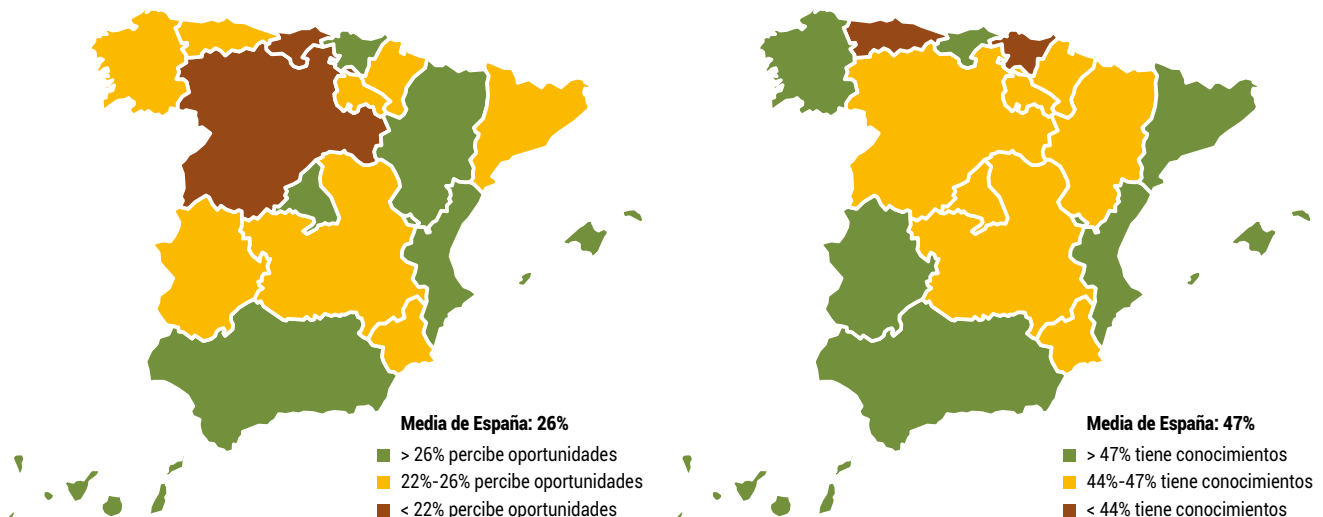 Media de España: 26%
> 26% percibe oportunidades
22%-26% percibe oportunidades
< 22% percibe oportunidades
Media de España: 47%
> 47% tiene conocimientos
44%-47% tiene conocimientos
< 44% tiene conocimientos